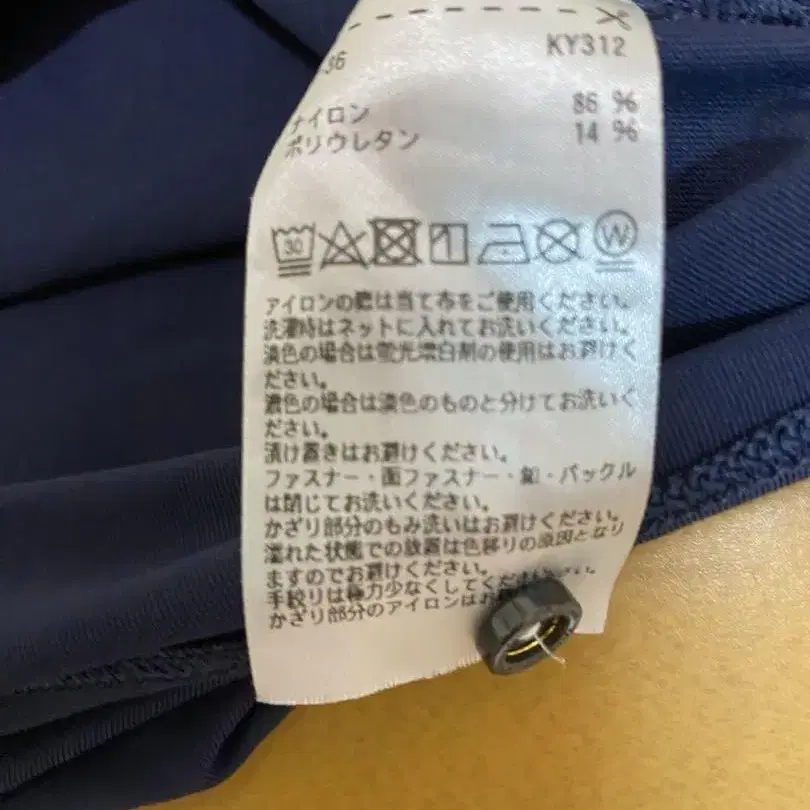 36
KY312
ナイロン 86 %
ポリウレタン 14 %
30
W
アイロンの際は当て布をご使用ください。
洗濯時はネットに入れてお洗いください。
淡色の場合は蛍光増白剤の使用はお避けく
ださい。
濃色の場合は淡色のものと分けてお洗いく
ださい。
漬け置きはお避けください。
ファスナー・面ファスナー・釦・バックル
は閉じてお洗いください。
かざり部分のもみ洗いはお避けください。
濡れた状態での放置は色移りの原因となり
ますのでお避けください。
手絞りは極力少なくしてください。
かざり部分のアイロンはお